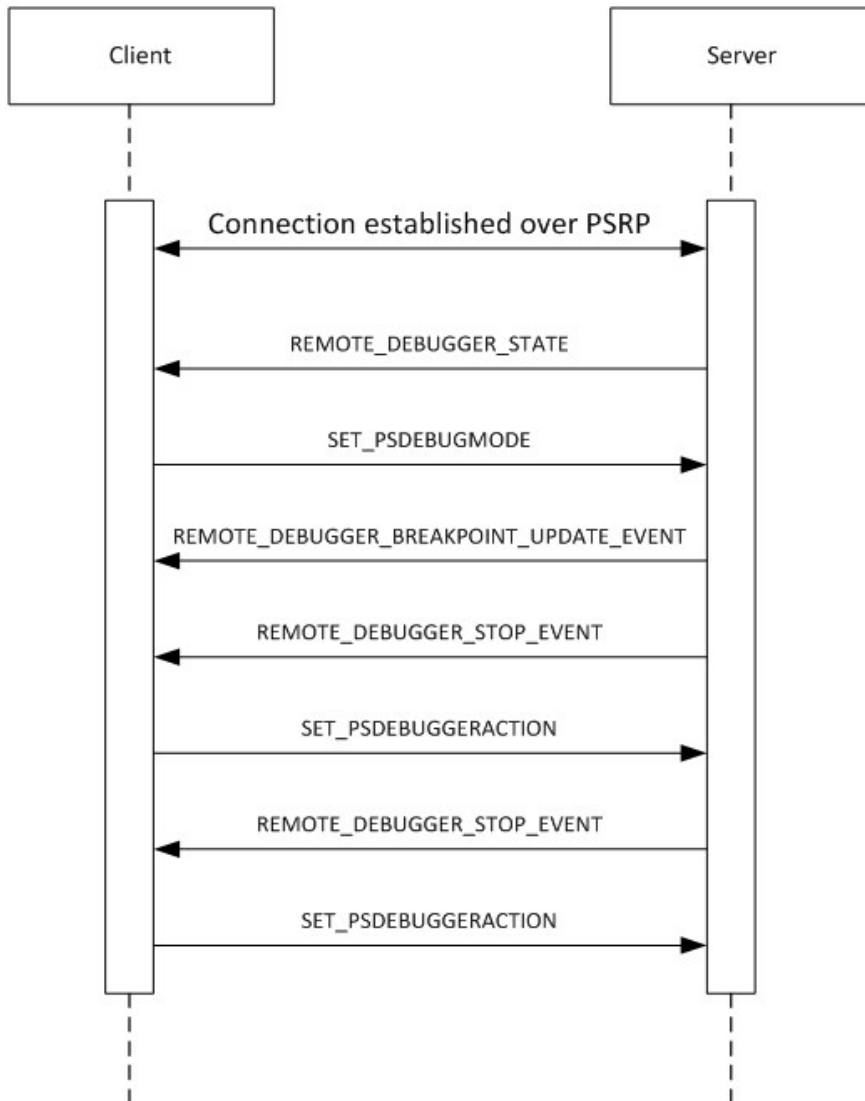 Client
Server
Connection established over PSRP
REMOTE_DEBUGGER_STATE
SET_PSDEBUGMODE
REMOTE_DEBUGGER_BREAKPOINT_UPDATE_EVENT
REMOTE_DEBUGGER_STOP_EVENT
SET_PSDEBUGGERACTION
REMOTE_DEBUGGER_STOP_EVENT
SET_PSDEBUGGERACTION